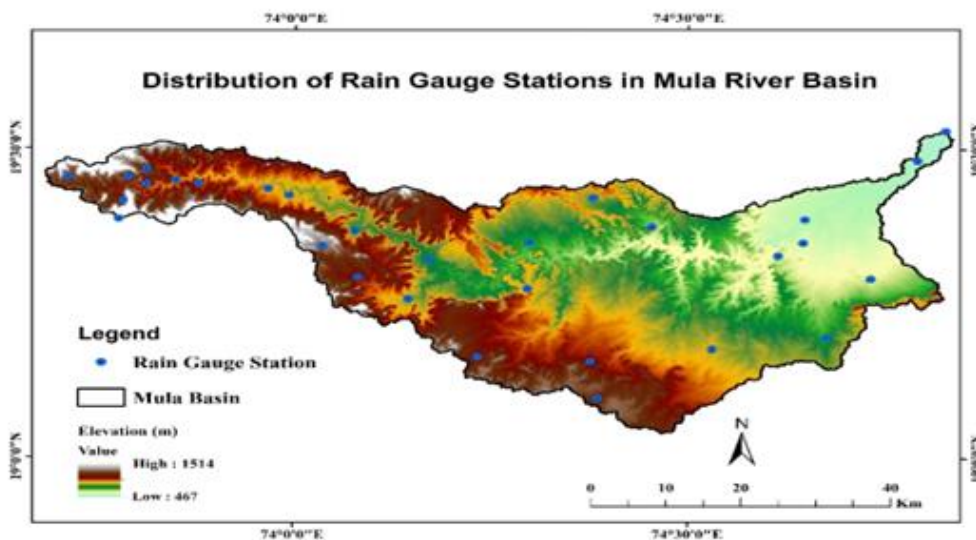 74°0'0"E 74°30'0"E
Distribution of Rain Gauge Stations in Mula River Basin
19°30'0"N 19°30'0"N
Legend
Rain Gauge Station
Mula Basin
Elevation (m)
Value
High : 1514
Low : 467
N
19°0'0"N 19°0'0"N
0 10 20 40
Km
74°0'0"E 74°30'0"E